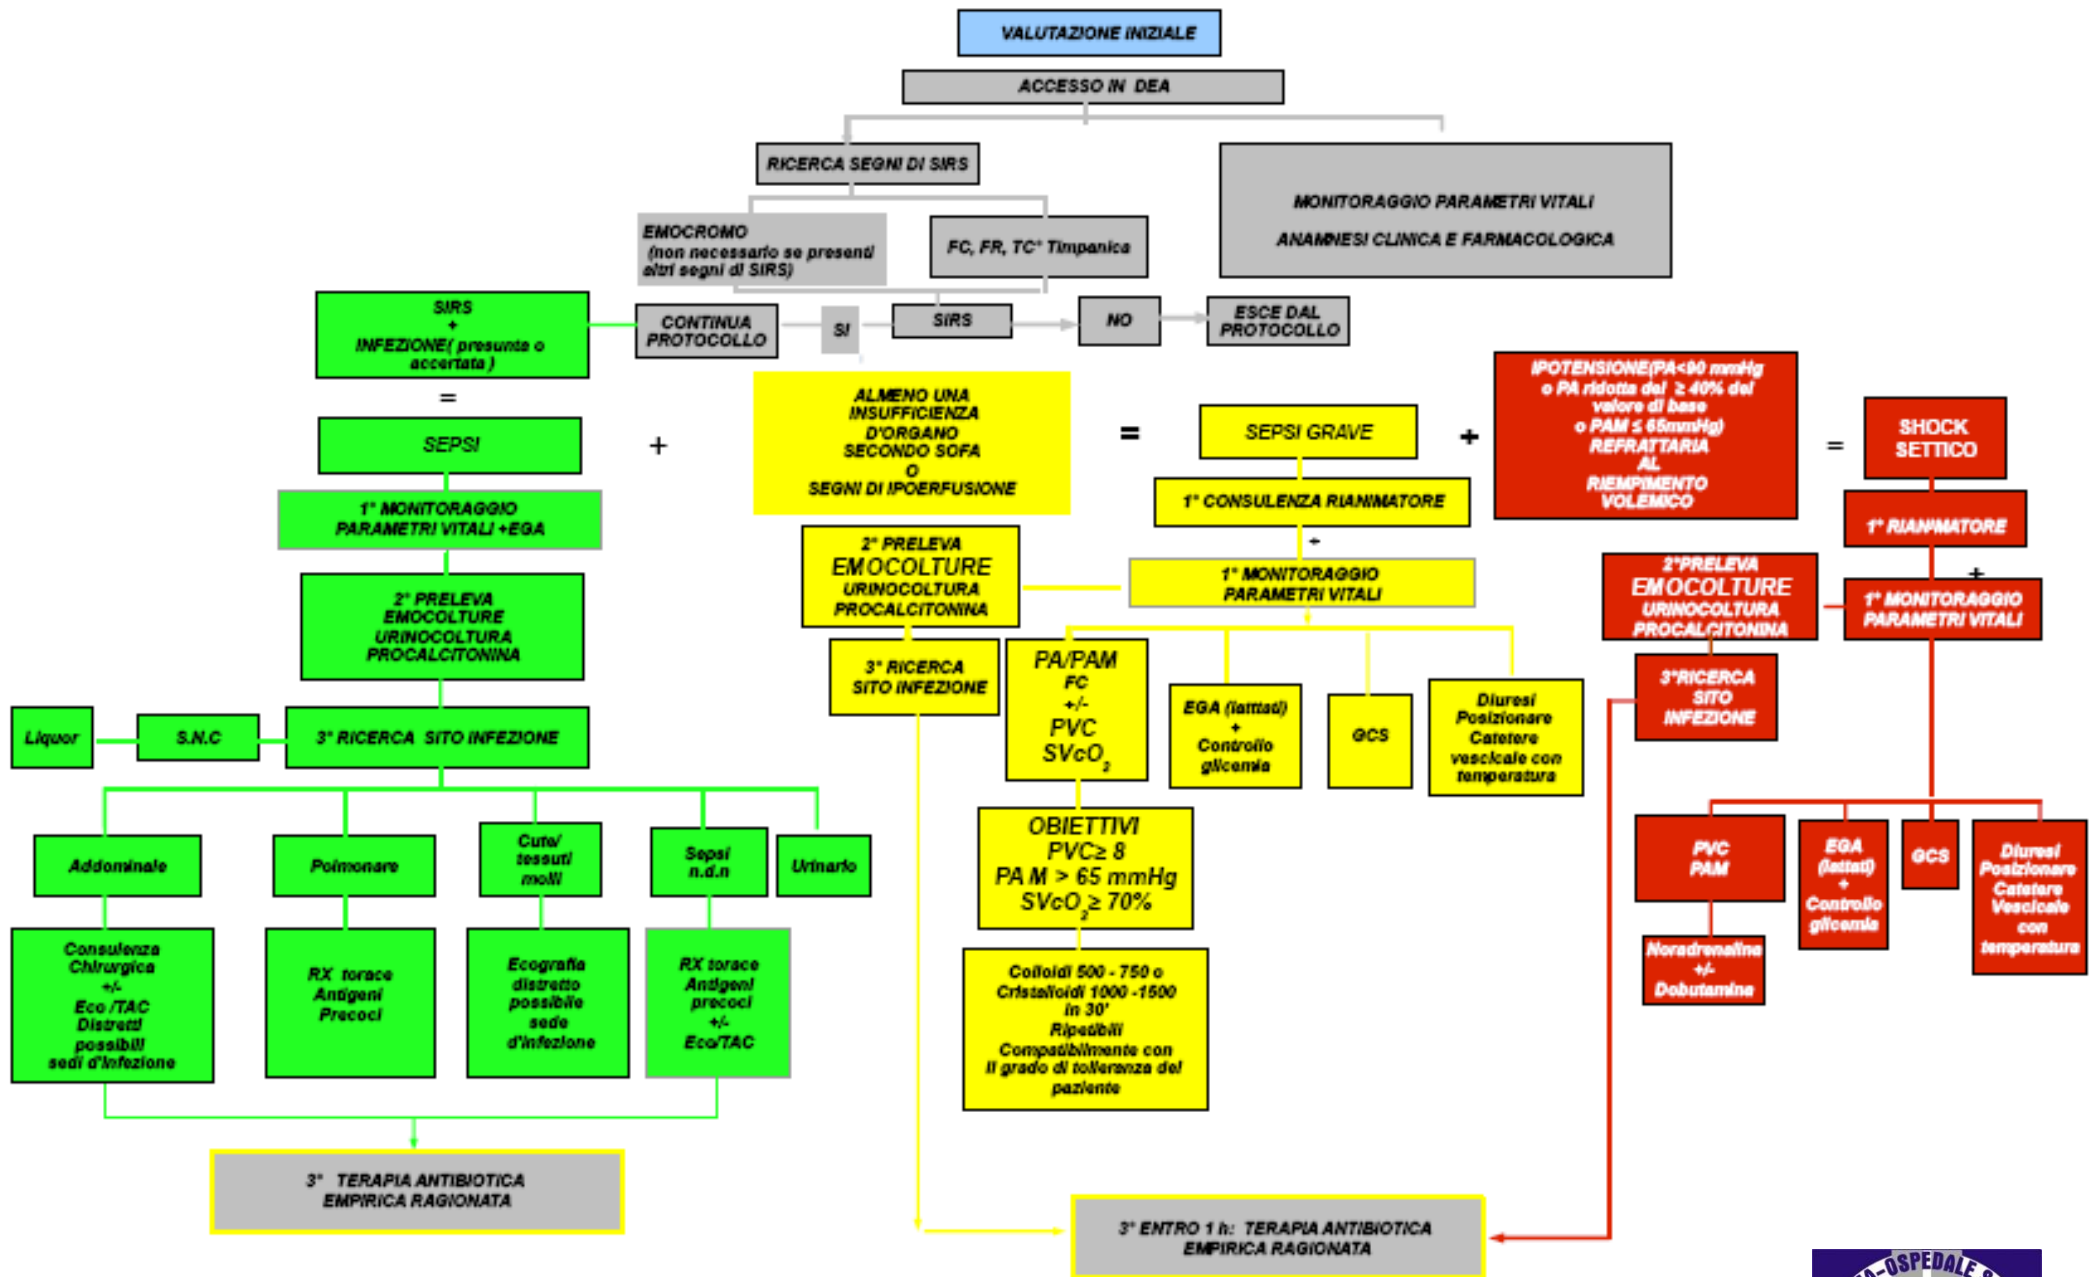 VALUTAZIONE INIZIALE
ACCESSO IN DEA
RICERCA SEGNI DI SIRS
MONITORAGGIO PARAMETRI VITALI
ANAMNESI CLINICA E FARMACOLOGICA
EMOCROMO
(non necessario se presenti
altri segni di SIRS)
FC, FR, TC° Timpanica
SIRS
+
INFEZIONE( presunta o
accertata )
CONTINUA
PROTOCOLLO
SI
SIRS
NO
ESCE DAL
PROTOCOLLO
=
SEPSI
+
ALMENO UNA
INSUFFICIENZA
D'ORGANO
SECONDO SOFA
O
SEGNI DI IPOERFUSIONE
=
SEPSI GRAVE
+
IPOTENSIONE(PA<90 mmHg
o PA ridotta del ≥ 40% del
valore di base
o PAM ≤ 65mmHg)
REFRATTARIA
AL
RIEMPIMENTO
VOLEMICO
=
SHOCK
SETTICO
1° MONITORAGGIO
PARAMETRI VITALI +EGA
2° PRELEVA
EMOCOLTURE
URINOCOLTURA
PROCALCITONINA
3° RICERCA SITO INFEZIONE
S.N.C
Liquor
Addominale
Polmonare
Cute/
tessuti
molli
Sepsi
n.d.n
Urinario
Consulenza
Chirurgica
+/-
Eco /TAC
Distretti
possibili
sedi d'infezione
RX torace
Antigeni
Precoci
Ecografia
distretto
possibile
sede
d'infezione
RX torace
Antigeni
precoci
+/-
Eco/TAC
3° TERAPIA ANTIBIOTICA
EMPIRICA RAGIONATA
1° CONSULENZA RIANIMATORE
+
1° MONITORAGGIO
PARAMETRI VITALI
2° PRELEVA
EMOCOLTURE
URINOCOLTURA
PROCALCITONINA
3° RICERCA
SITO INFEZIONE
PA/PAM
FC
+/-
PVC
SVcO2
EGA (latttati)
+
Controllo
glicemia
GCS
Diuresi
Posizionare
Catetere
vescicale con
temperatura
OBIETTIVI
PVC≥ 8
PAM > 65 mmHg
SVcO2≥ 70%
Colloidi 500 - 750 o
Cristalloidi 1000 -1500
in 30'
Ripetibili
Compatibilmente con
il grado di tolleranza del
paziente
3° ENTRO 1 h: TERAPIA ANTIBIOTICA
EMPIRICA RAGIONATA
1° RIANIMATORE
+
1° MONITORAGGIO
PARAMETRI VITALI
2°PRELEVA
EMOCOLTURE
URINOCOLTURA
PROCALCITONINA
3°RICERCA
SITO
INFEZIONE
PVC
PAM
EGA
(lattati)
+
Controllo
glicemia
GCS
Diuresi
Posizionare
Catetere
Vescicale
con
temperatura
Noradrenalina
+/-
Dobutamina
OSPEDALE